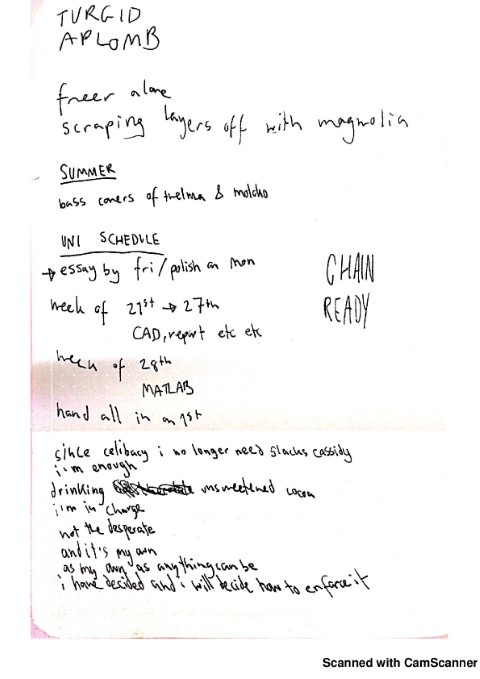 TURGID
APLOMB
freer alone
scraping layers off with magnolia
SUMMER
bass covers of thelma &
UNI SCHEDULE
→ essay by fri/polish on mon
week of 21st → 27th
CAD, report etc etc
week of 28th
MATLAB
hand all in on 1st
CHAIN
READY
since celibacy i no longer need slacks cassidy
i'm enough
drinking unsweetened cocoa
i'm in charge
not the desperate
and it's my own
as my own as anything can be
i have decided and i will decide how to enforce it
Scanned with CamScanner